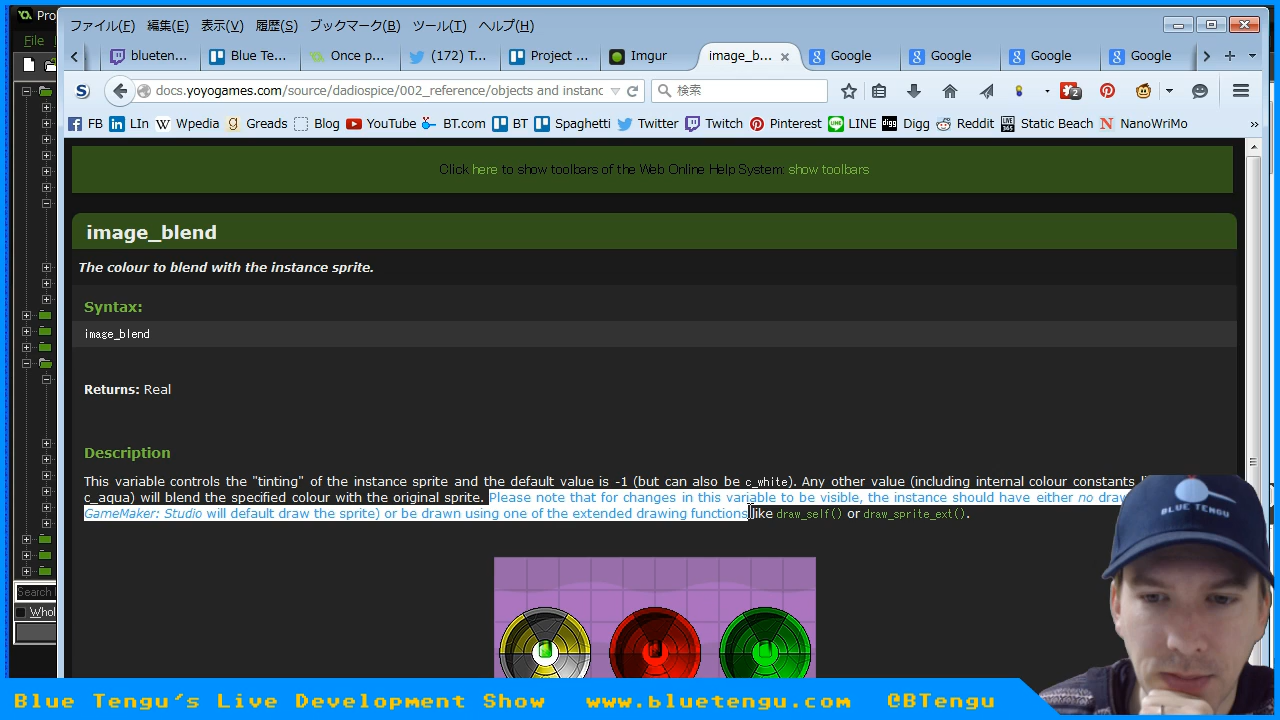 Pro
File
ファイル(F) 編集(E) 表示(V) 履歴(S) ブックマーク(B) ツール(T) ヘルプ(H)
blueten... Blue Te... Once p... (172) T... Project ... Imgur image_b... Google Google Google Google
docs.yoyogames.com/source/dadiospice/002_reference/objects and instanc 検索
FB LIn Wpedia Greads Blog YouTube BT.com BT Spaghetti Twitter Twitch Pinterest LINE Digg Reddit Static Beach NanoWriMo
Click here to show toolbars of the Web Online Help System: show toolbars
image_blend
The colour to blend with the instance sprite.
Syntax:
image_blend
Returns: Real
Description
This variable controls the "tinting" of the instance sprite and the default value is -1 (but can also be c_white). Any other value (including internal colour constants
c_aqua) will blend the specified colour with the original sprite. Please note that for changes in this variable to be visible, the instance should have either no
GameMaker: Studio will default draw the sprite) or be drawn using one of the extended drawing functions like draw_self() or draw_sprite_ext().
Search
Whol
BLUE TENGU
Blue Tengu's Live Development Show www.bluetengu.com @BTengu